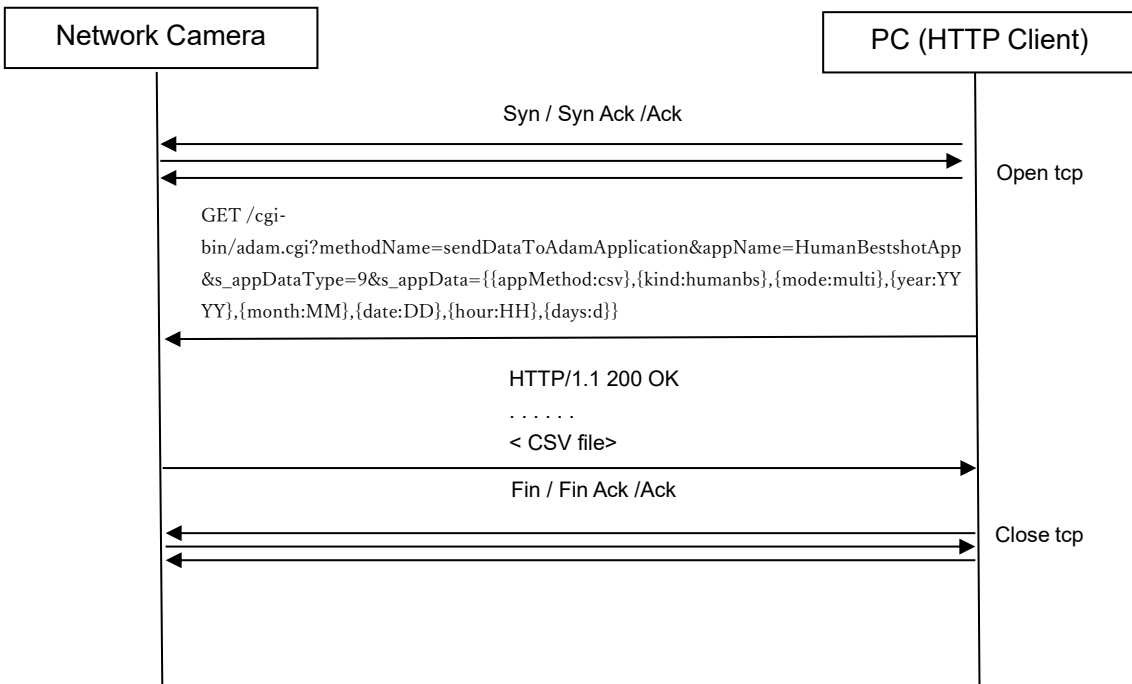 Network Camera
PC (HTTP Client)
Syn / Syn Ack /Ack
Open tcp
GET /cgi-
bin/adam.cgi?methodName=sendDataToAdamApplication&appName=HumanBestshotApp
&s_appDataType=9&s_appData={{appMethod:csv},{kind:humanbs},{mode:multi},{year:YY
YY},{month:MM},{date:DD},{hour:HH},{days:d}}
HTTP/1.1 200 OK
. . . . . .
< CSV file>
Fin / Fin Ack /Ack
Close tcp